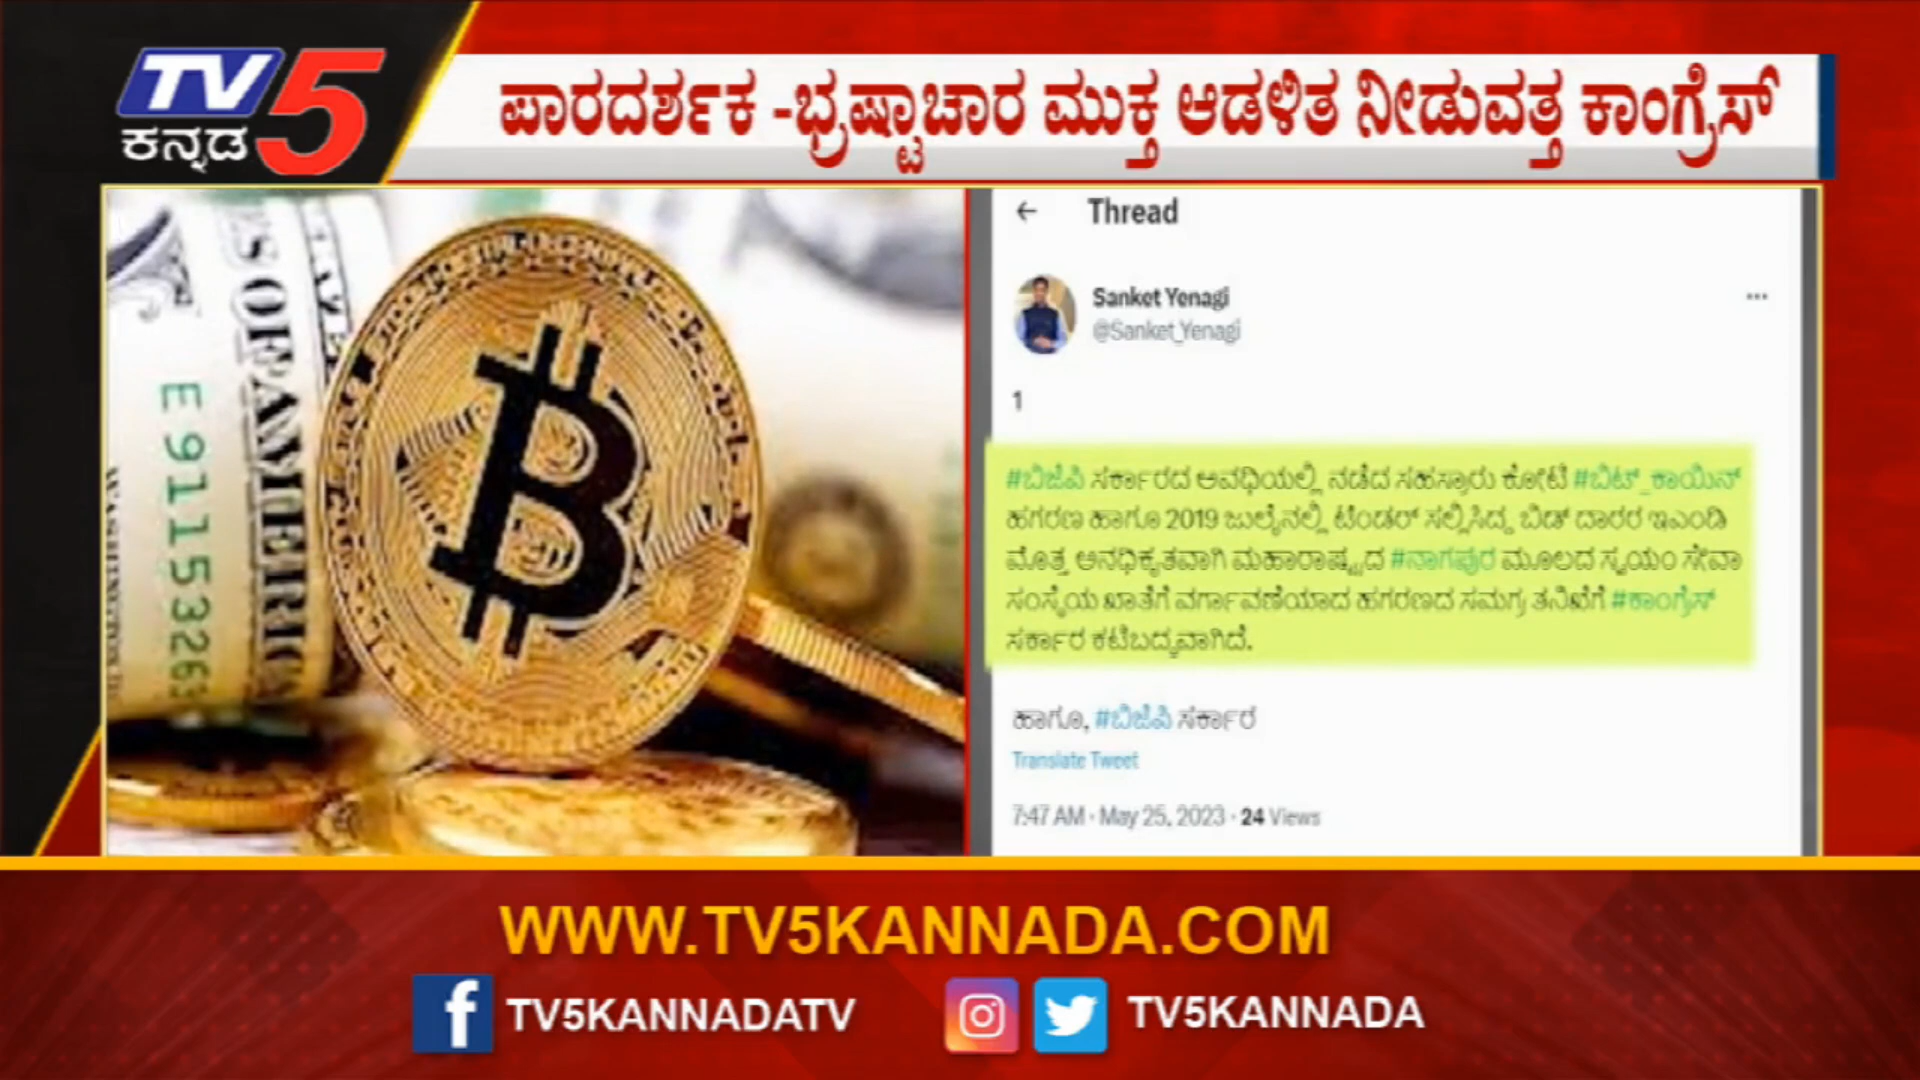 TV5
ಕನ್ನಡ
ಪಾರದರ್ಶಕ -ಭ್ರಷ್ಟಾಚಾರ ಮುಕ್ತ ಆಡಳಿತ ನೀಡುವತ್ತ ಕಾಂಗ್ರೆಸ್
S OF AMERIC
E 9115326
← Thread
Sanket Yenagi
@Sanket_Yenagi
1
#ಬಿಜೆಪಿ ಸರ್ಕಾರದ ಅವಧಿಯಲ್ಲಿ ನಡೆದ ಸಹಸ್ರಾರು ಕೋಟಿ #ಬಿಟ್_ಕಾಯಿನ್
ಹಗರಣ ಹಾಗೂ 2019 ಜುಲೈನಲ್ಲಿ ಟೆಂಡರ್ ಸಲ್ಲಿಸಿದ್ದ ಬಿಡ್ ದಾರರ ಇಎಂಡಿ
ಮೊತ್ತ ಅನಧಿಕೃತವಾಗಿ ಮಹಾರಾಷ್ಟ್ರದ #ನಾಗಪುರ ಮೂಲದ ಸ್ವಯಂ ಸೇವಾ
ಸಂಸ್ಥೆಯ ಖಾತೆಗೆ ವರ್ಗಾವಣೆಯಾದ ಹಗರಣದ ಸಮಗ್ರ ತನಿಖೆಗೆ #ಕಾಂಗ್ರೆಸ್
ಸರ್ಕಾರ ಕಟಿಬದ್ಧವಾಗಿದೆ.
ಹಾಗೂ, #ಬಿಜೆಪಿ ಸರ್ಕಾರ
Translate Tweet
7:47 AM · May 25, 2023 · 24 Views
WWW.TV5KANNADA.COM
TV5KANNADATV
TV5KANNADA